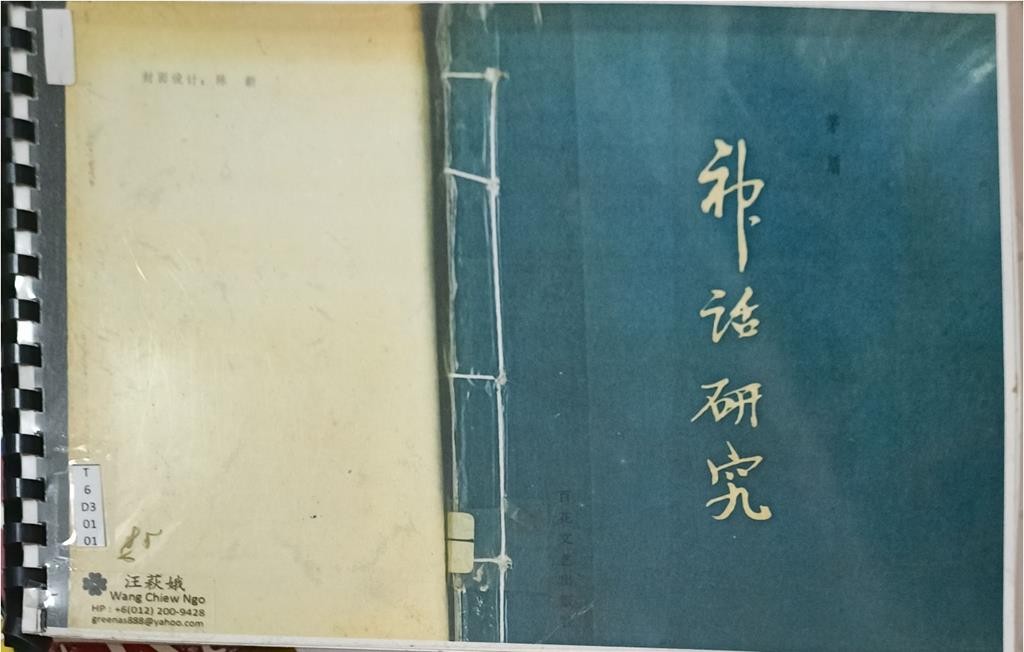 封面设计：陈 新
T
6
D3
01
01
85
汪萩娥
Wang Chiew Ngo
HP : +6(012) 200-9428
greenas888@yahoo.com
茅盾
神话研究
百花文艺出版社